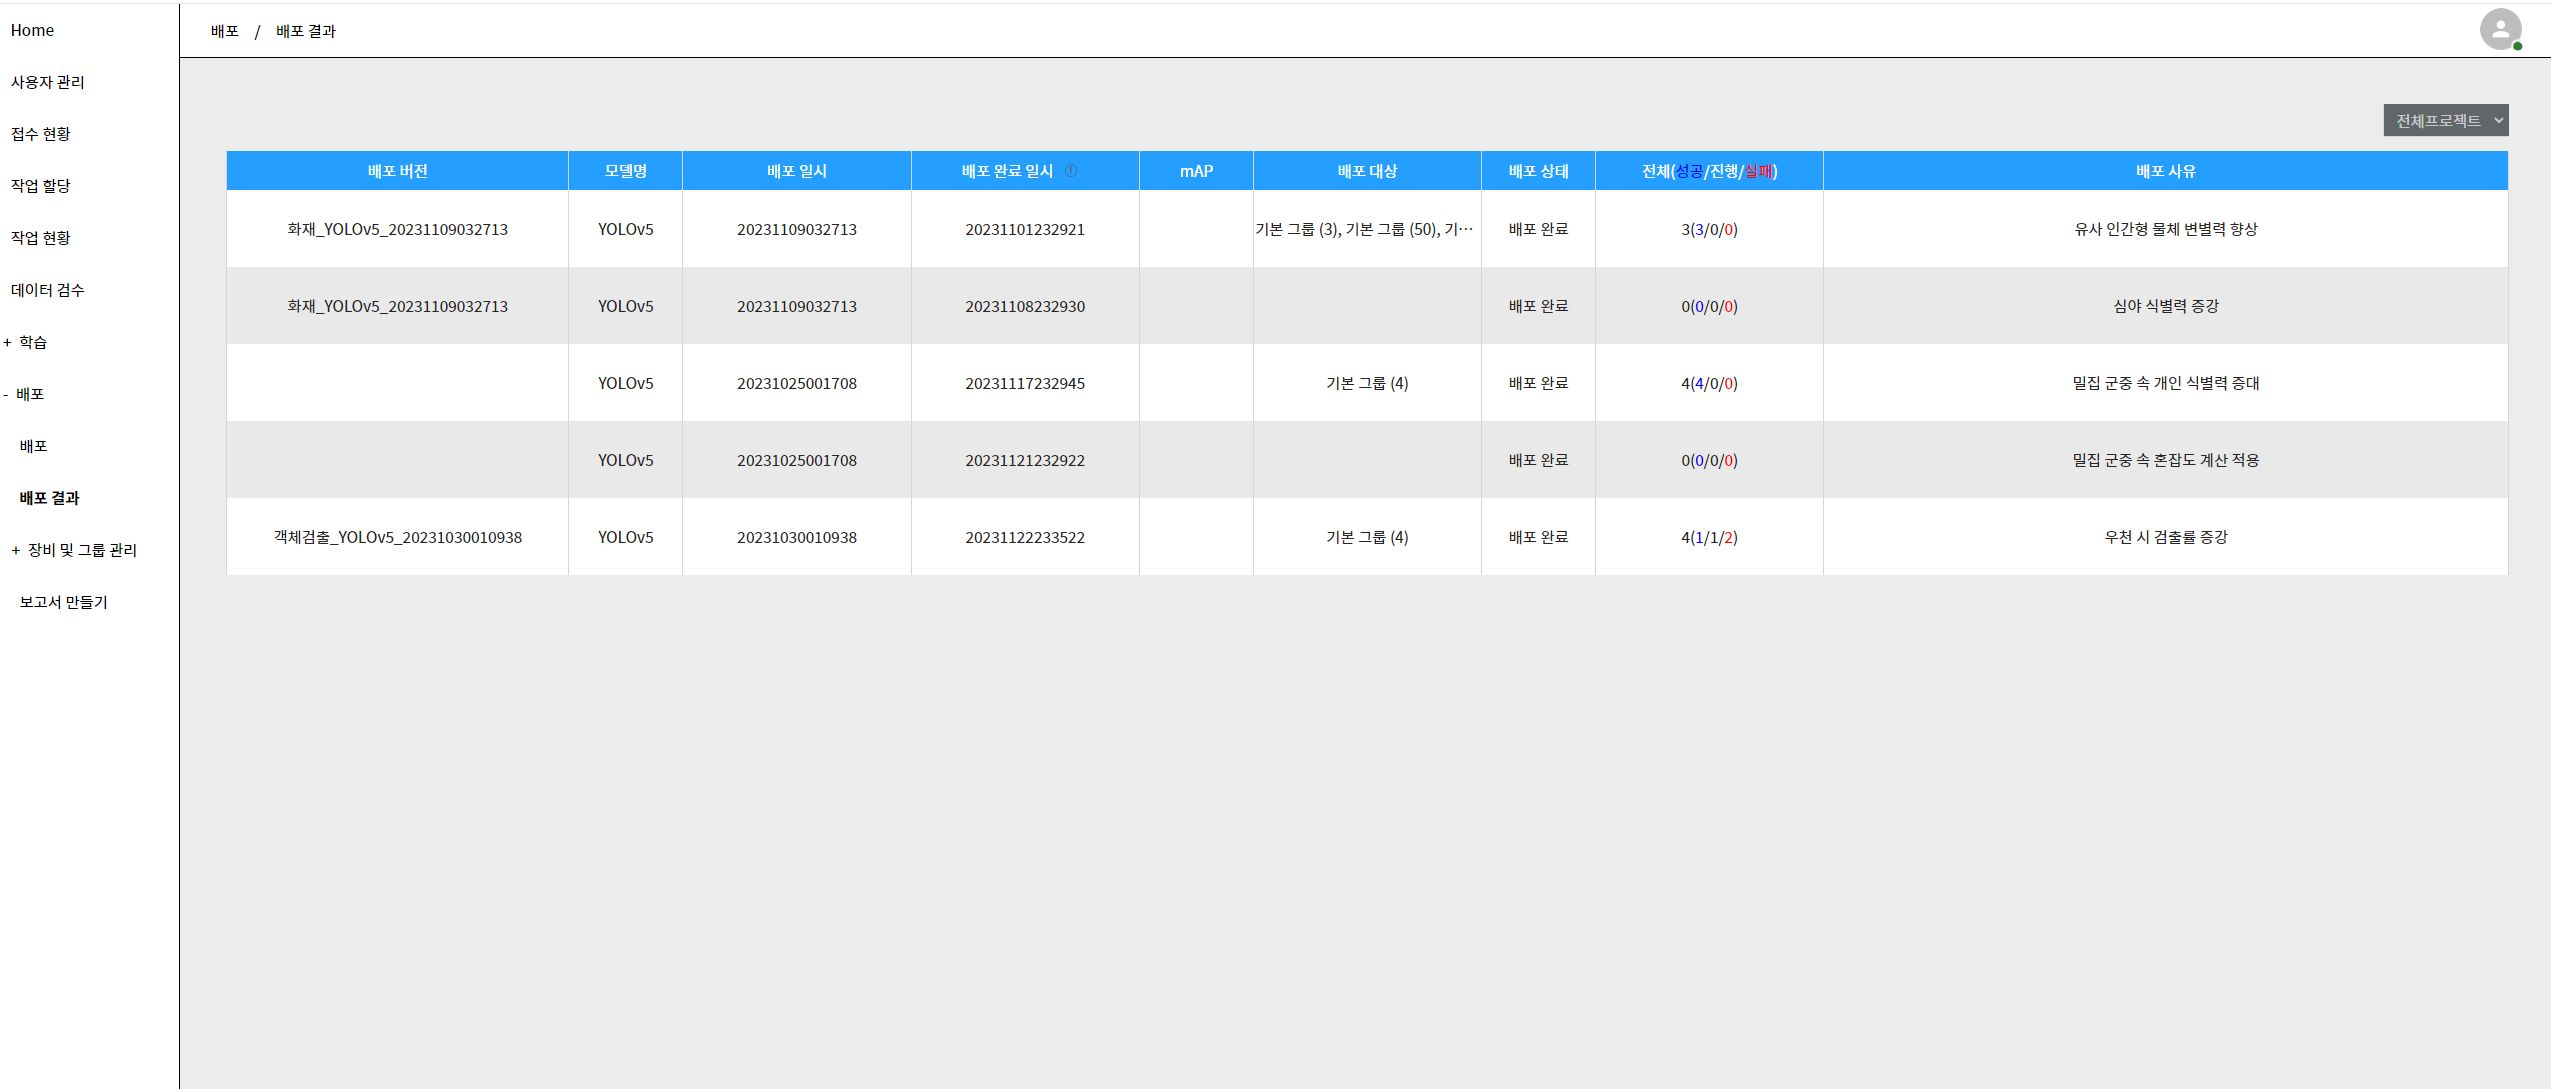 Home
사용자 관리
접수 현황
작업 할당
작업 현황
데이터 검수
+ 학습
- 배포
배포
배포 결과
+ 장비 및 그룹 관리
보고서 만들기
배포 / 배포 결과
전체프로젝트
배포 버전 모델명 배포 일시 배포 완료 일시 mAP 배포 대상 배포 상태 전체(성공/진행/실패) 배포 사유
화재_YOLOv5_20231109032713 YOLOv5 20231109032713 20231101232921 기본 그룹 (3), 기본 그룹 (50), 기… 배포 완료 3(3/0/0) 유사 인간형 물체 변별력 향상
화재_YOLOv5_20231109032713 YOLOv5 20231109032713 20231108232930 배포 완료 0(0/0/0) 심야 식별력 증강
YOLOv5 20231025001708 20231117232945 기본 그룹 (4) 배포 완료 4(4/0/0) 밀집 군중 속 개인 식별력 증대
YOLOv5 20231025001708 20231121232922 배포 완료 0(0/0/0) 밀집 군중 속 혼잡도 계산 적용
객체검출_YOLOv5_20231030010938 YOLOv5 20231030010938 20231122233522 기본 그룹 (4) 배포 완료 4(1/1/2) 우천 시 검출률 증강